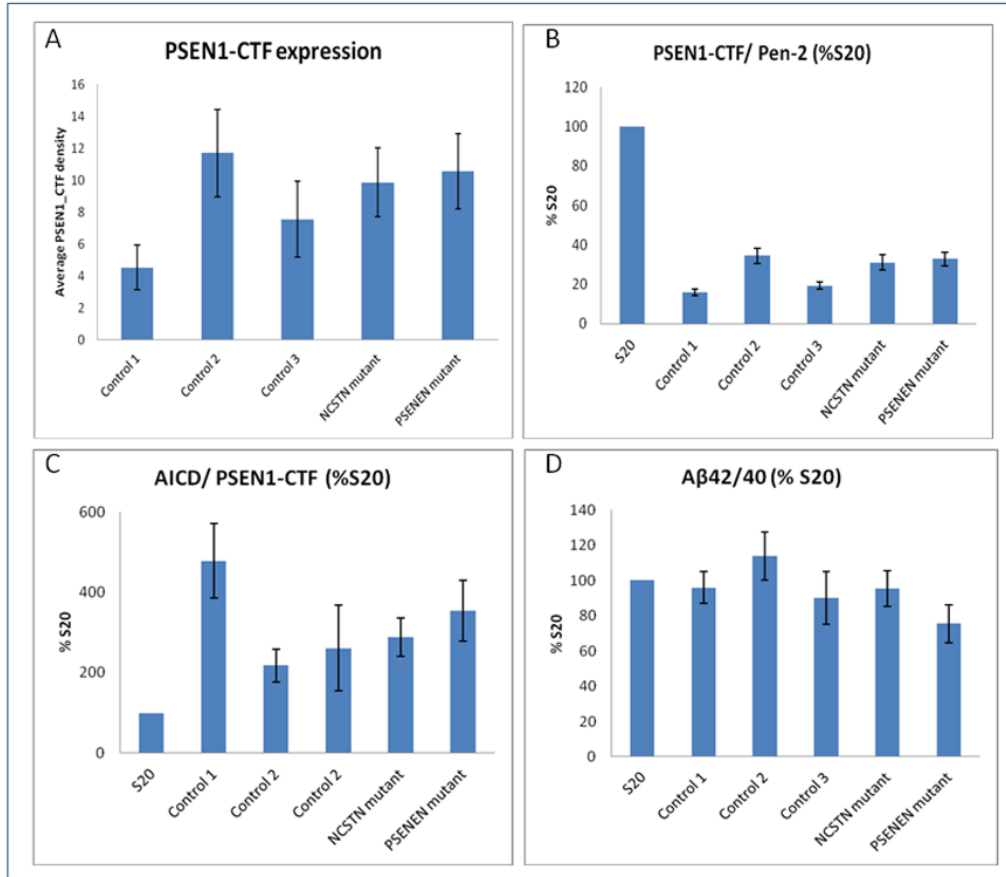 A
PSEN1-CTF expression
Average PSEN1_CTF density
16
14
12
10
8
6
4
2
0
Control 1
Control 2
Control 3
NCSTN mutant
PSENEN mutant
B
PSEN1-CTF/ Pen-2 (%S20)
% S20
120
100
80
60
40
20
0
S20
Control 1
Control 2
Control 3
NCSTN mutant
PSENEN mutant
C
AICD/ PSEN1-CTF (%S20)
% S20
600
400
200
0
S20
Control 1
Control 2
Control 2
NCSTN mutant
PSENEN mutant
D
Aβ42/40 (% S20)
% S20
140
120
100
80
60
40
20
0
S20
Control 1
Control 2
Control 3
NCSTN mutant
PSENEN mutant